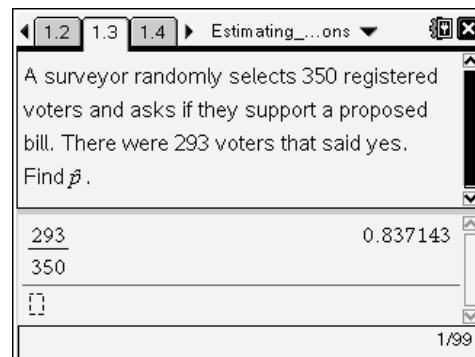 1.2 1.3 1.4 Estimating_...ons
A surveyor randomly selects 350 registered
voters and asks if they support a proposed
bill. There were 293 voters that said yes.
Find p̂ .
293 0.837143
350
1/99